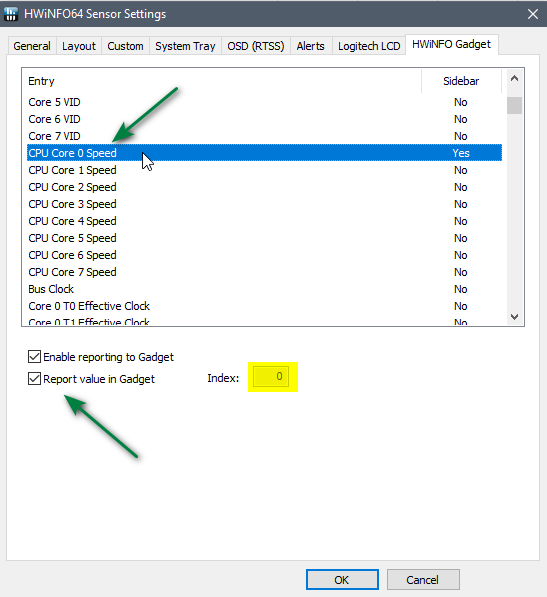 HWiNFO64 Sensor Settings
General Layout Custom System Tray OSD (RTSS) Alerts Logitech LCD HWiNFO Gadget
Entry Sidebar
Core 5 VID No
Core 6 VID No
Core 7 VID No
CPU Core 0 Speed Yes
CPU Core 1 Speed No
CPU Core 2 Speed No
CPU Core 3 Speed No
CPU Core 4 Speed No
CPU Core 5 Speed No
CPU Core 6 Speed No
CPU Core 7 Speed No
Bus Clock No
Core 0 T0 Effective Clock No
Core 0 T1 Effective Clock No
Enable reporting to Gadget
Report value in Gadget Index: 0
OK Cancel